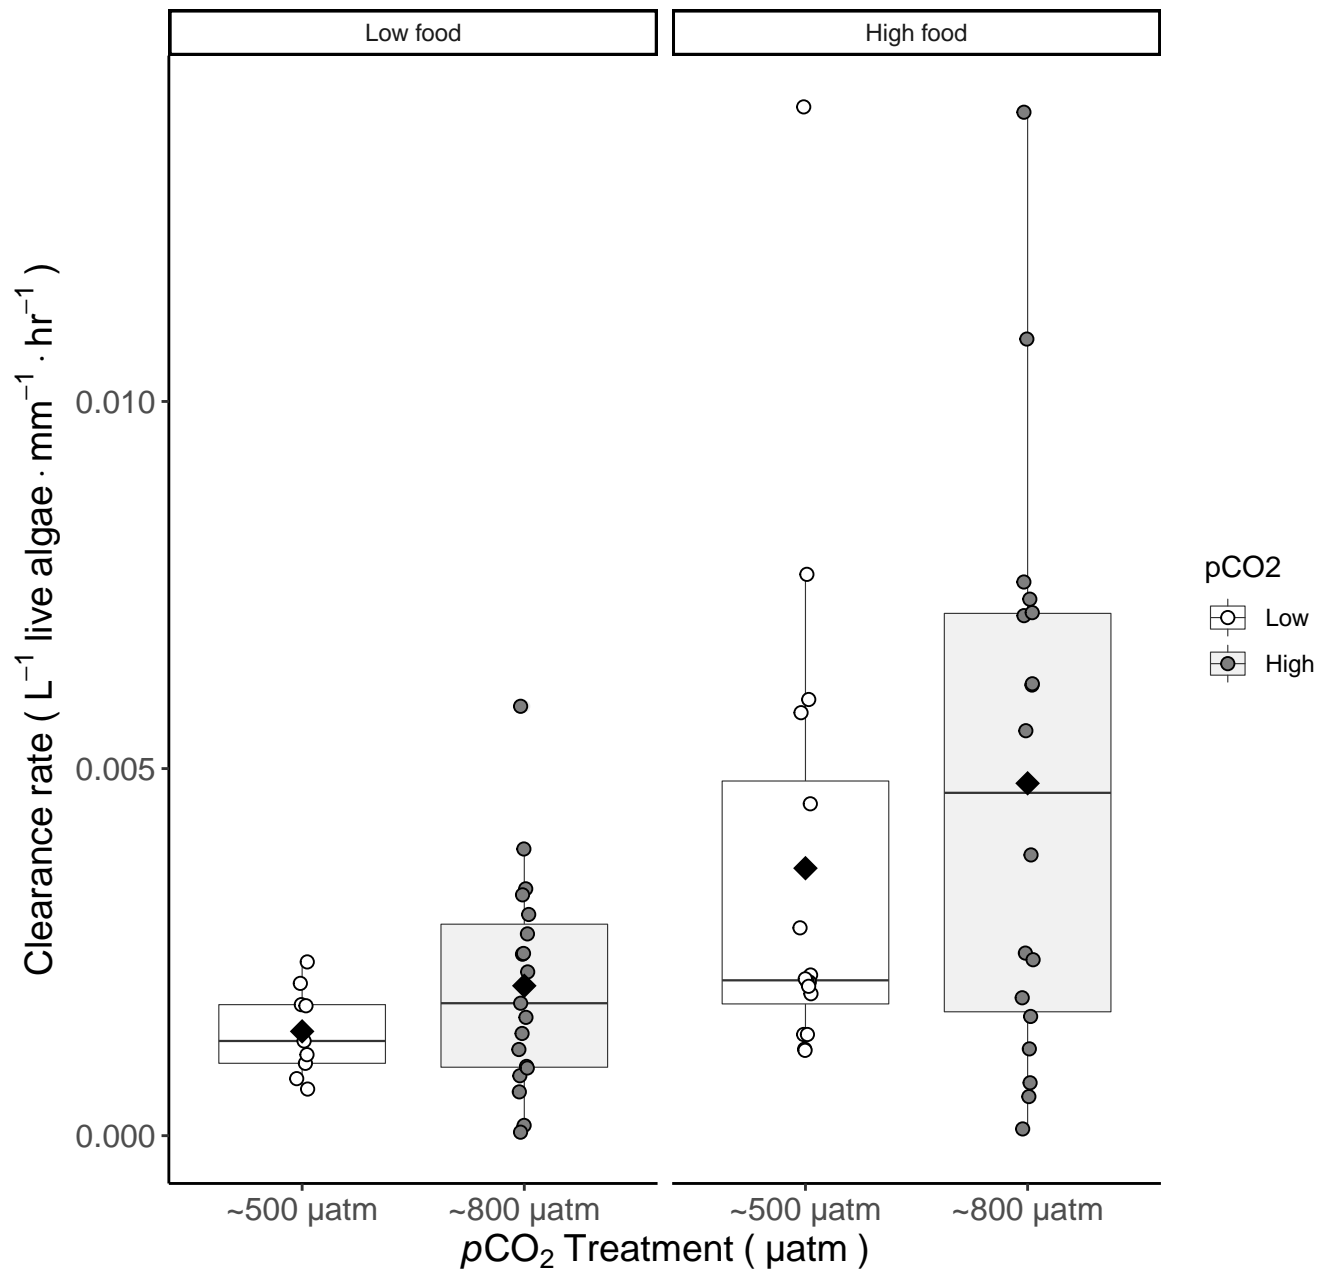 Low food
High food
Clearance rate ( L⁻¹ live algae · mm⁻¹ · hr⁻¹ )
0.010
0.005
0.000
~500 µatm
~800 µatm
~500 µatm
~800 µatm
pCO₂ Treatment ( µatm )
pCO2
Low
High